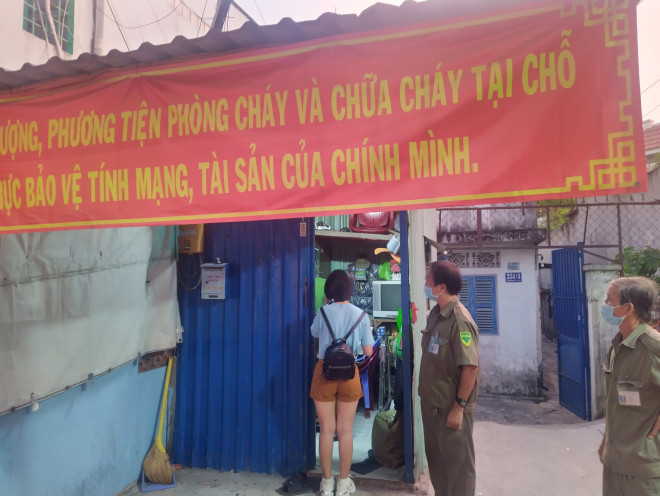 ƯỢNG, PHƯƠNG TIỆN PHÒNG CHÁY VÀ CHỮA CHÁY TẠI CHỖ
BẢO VỆ TÍNH MẠNG, TÀI SẢN CỦA CHÍNH MÌNH.